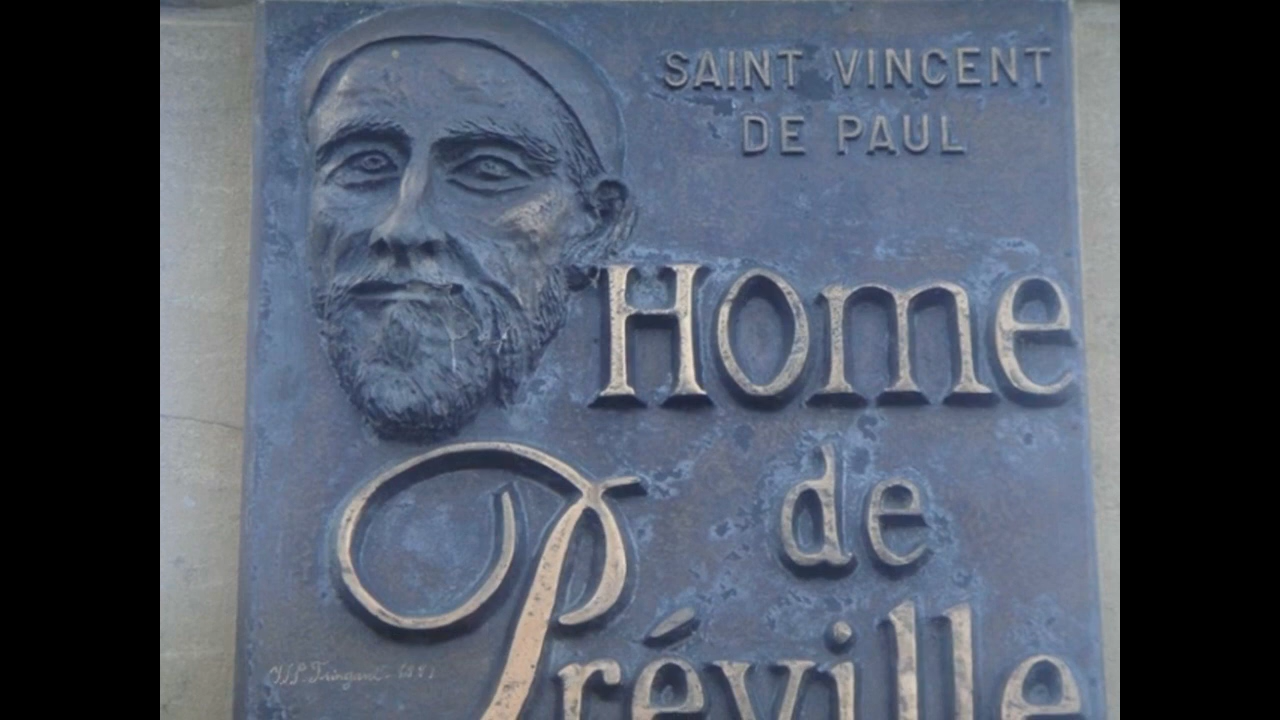 SAINT VINCENT
DE PAUL
Home
de
Préville